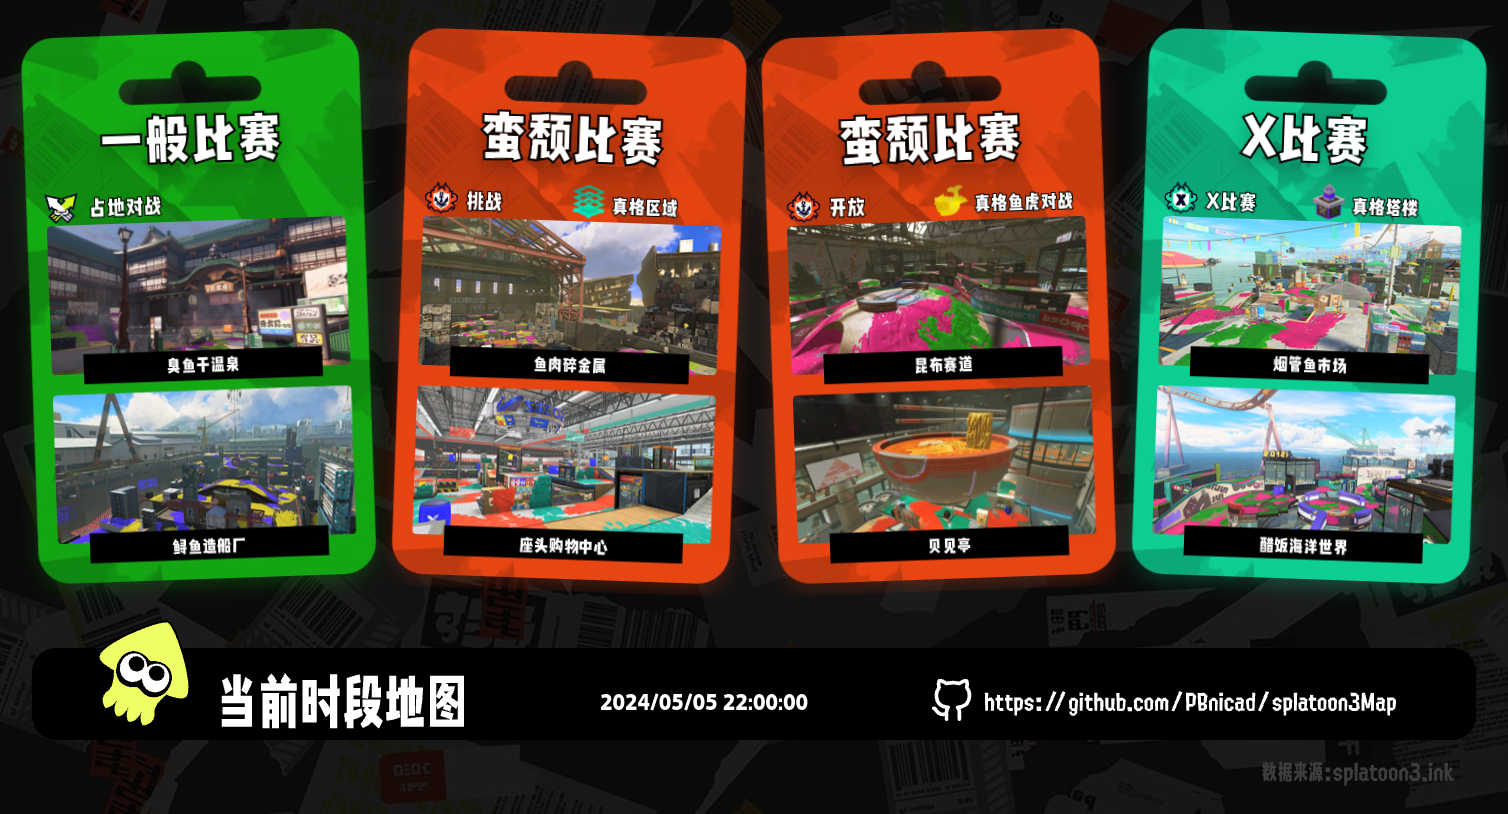 一般比赛
占地对战
臭鱼干温泉
鲟鱼造船厂
蛮颓比赛
挑战
真格区域
鱼肉碎金属
座头购物中心
蛮颓比赛
开放
真格鱼虎对战
昆布赛道
贝贝亭
X比赛
X比赛
真格塔楼
烟管鱼市场
醋饭海洋世界
当前时段地图
2024/05/05 22:00:00
https://github.com/PBnicad/splatoon3Map
数据来源:splatoon3.ink